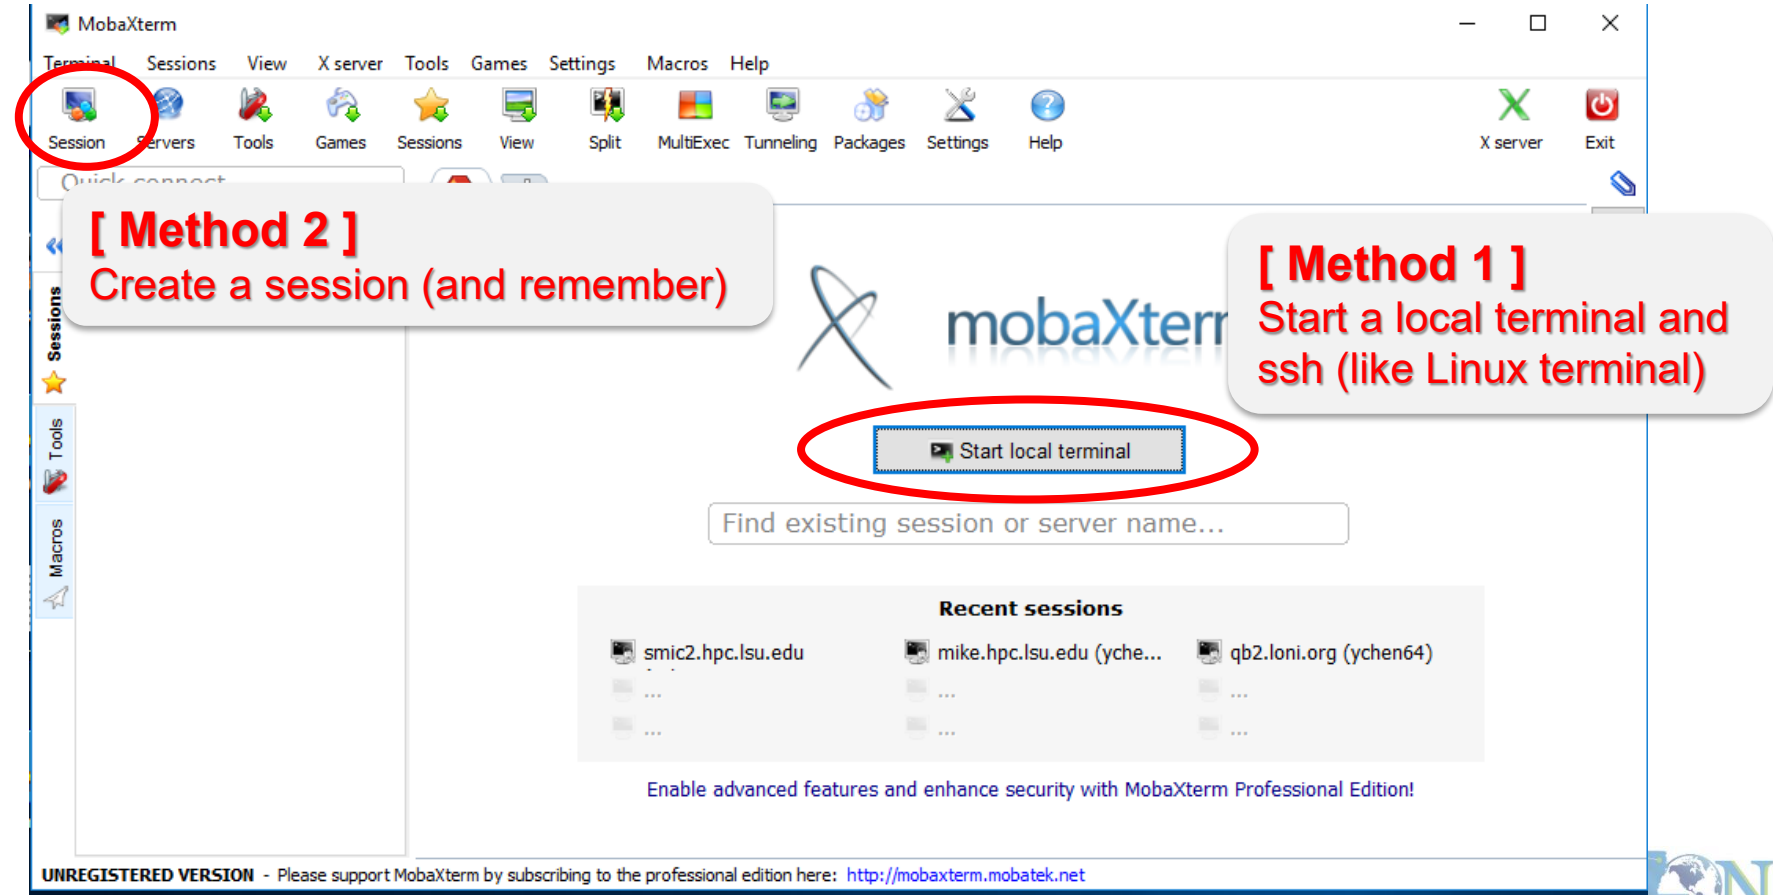 MobaXterm
Terminal Sessions View X server Tools Games Settings Macros Help
Session Servers Tools Games Sessions View Split MultiExec Tunneling Packages Settings Help X server Exit
Quick connect...
[ Method 2 ]
Create a session (and remember)
[ Method 1 ]
Start a local terminal and
ssh (like Linux terminal)
Sessions
Tools
Macros
mobaXterm
Start local terminal
Find existing session or server name...
Recent sessions
smic2.hpc.lsu.edu mike.hpc.lsu.edu (yche... qb2.loni.org (ychen64)
... ... ...
... ... ...
Enable advanced features and enhance security with MobaXterm Professional Edition!
UNREGISTERED VERSION - Please support MobaXterm by subscribing to the professional edition here: http://mobaxterm.mobatek.net